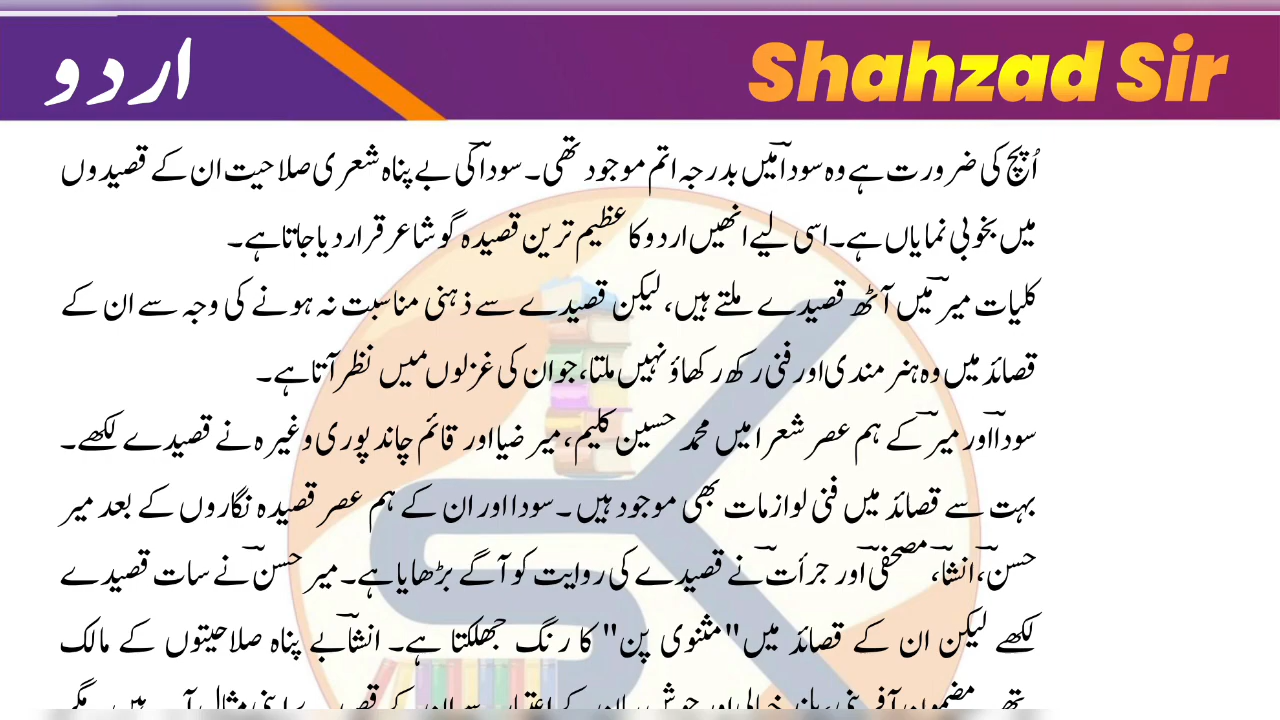 اردو
Shahzad Sir
اُپچ کی ضرورت ہے وہ سوداؔ میں بدرجہ اتم موجود تھی۔ سوداؔ کی بے پناہ شعری صلاحیت ان کے قصیدوں
میں بخوبی نمایاں ہے۔ اسی لیے انھیں اردو کا عظیم ترین قصیدہ گو شاعر قرار دیا جاتا ہے۔
کلیات میرؔ میں آٹھ قصیدے ملتے ہیں، لیکن قصیدے سے ذہنی مناسبت نہ ہونے کی وجہ سے ان کے
قصائد میں وہ ہنر مندی اور فنی رکھ رکھاؤ نہیں ملتا، جو ان کی غزلوں میں نظر آتا ہے۔
سوداؔ اور میرؔ کے ہم عصر شعرا میں محمد حسین کلیم، میر ضیا اور قائم چاند پوری وغیرہ نے قصیدے لکھے۔
بہت سے قصائد میں فنی لوازمات بھی موجود ہیں۔ سودا اور ان کے ہم عصر قصیدہ نگاروں کے بعد میر
حسنؔ، انشاؔ، مصحفیؔ اور جرأتؔ نے قصیدے کی روایت کو آگے بڑھایا ہے۔ میر حسنؔ نے سات قصیدے
لکھے لیکن ان کے قصائد میں "مثنوی پن" کا رنگ جھلکتا ہے۔ انشاؔ بے پناہ صلاحیتوں کے مالک